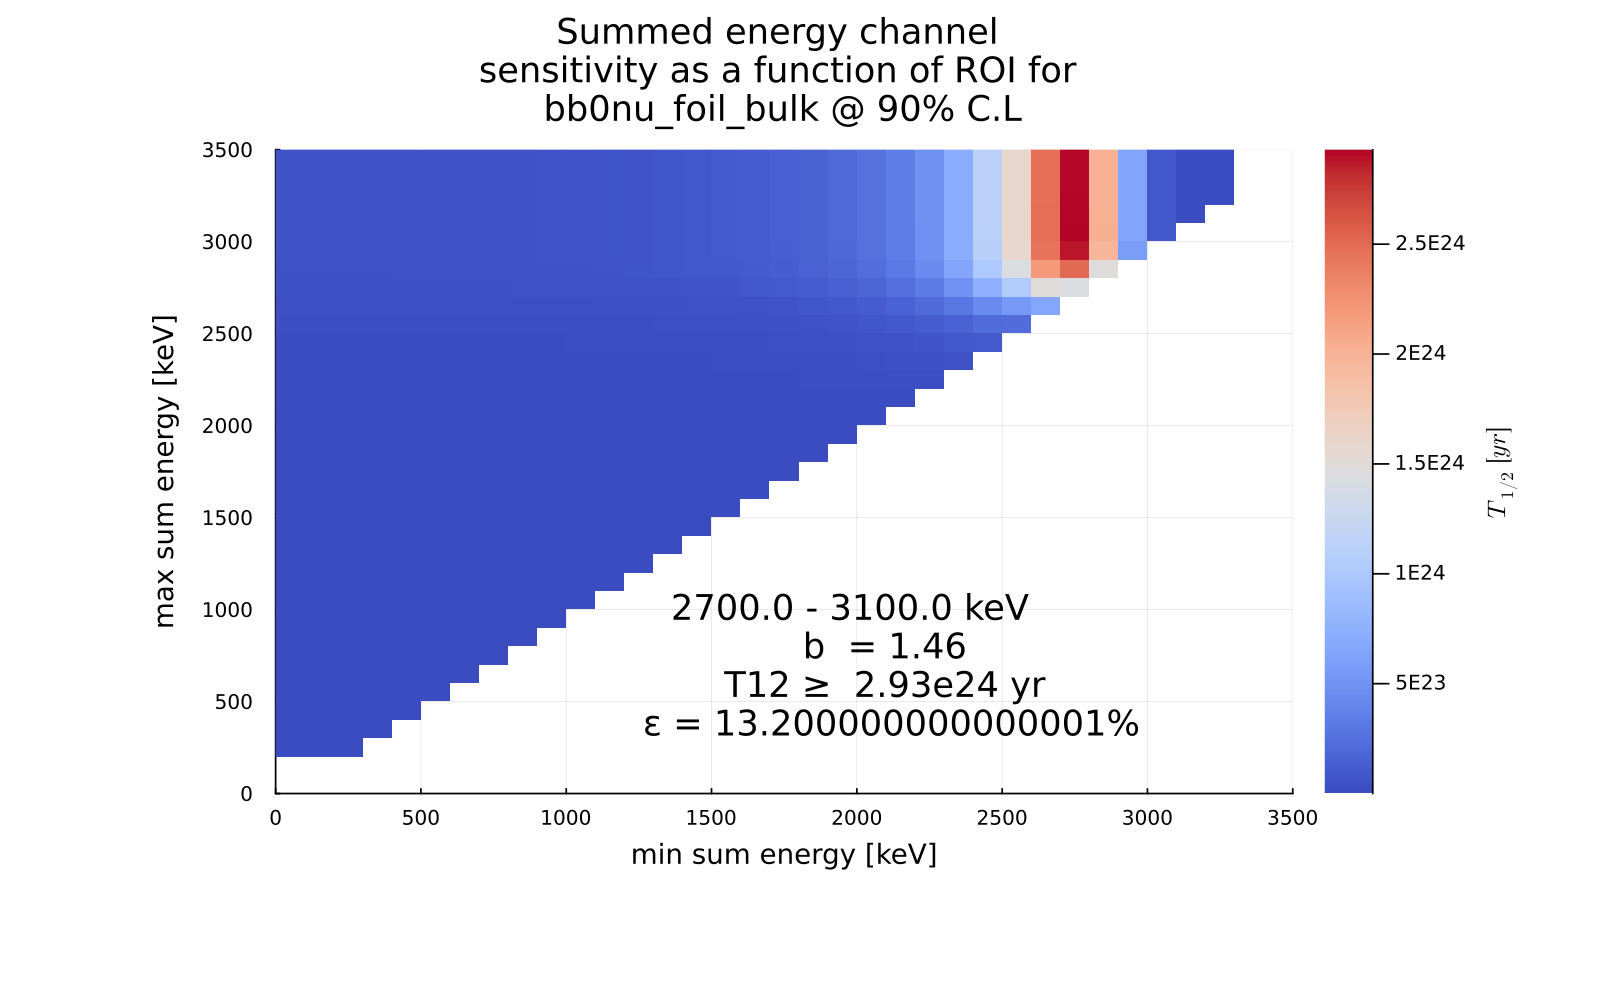 Summed energy channel
sensitivity as a function of ROI for
bb0nu_foil_bulk @ 90% C.L
3500
3000
2500
2000
1500
1000
500
0
max sum energy [keV]
2700.0 - 3100.0 keV
b  = 1.46
T12 ≥  2.93e24 yr
ε = 13.200000000000001%
0 500 1000 1500 2000 2500 3000 3500
min sum energy [keV]
2.5E24
2E24
1.5E24
1E24
5E23
T1/2 [yr]